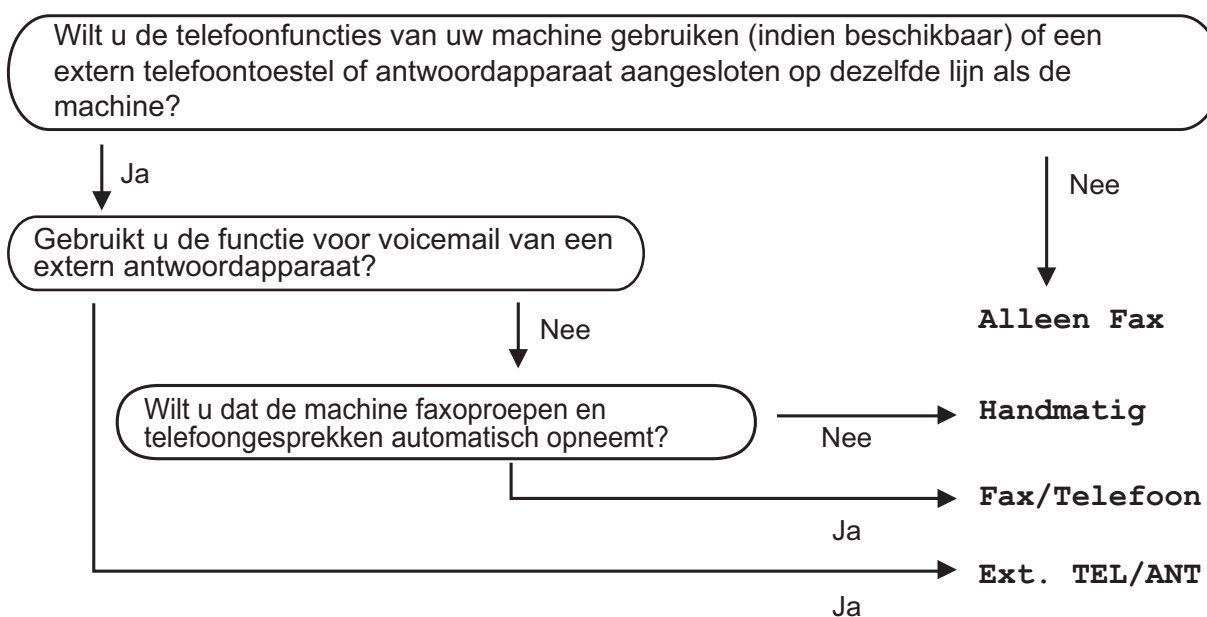 Wilt u de telefoonfuncties van uw machine gebruiken (indien beschikbaar) of een
extern telefoontoestel of antwoordapparaat aangesloten op dezelfde lijn als de
machine?
Ja
Nee
Gebruikt u de functie voor voicemail van een
extern antwoordapparaat?
Alleen Fax
Nee
Wilt u dat de machine faxoproepen en
telefoongesprekken automatisch opneemt?
Handmatig
Nee
Fax/Telefoon
Ja
Ext. TEL/ANT
Ja